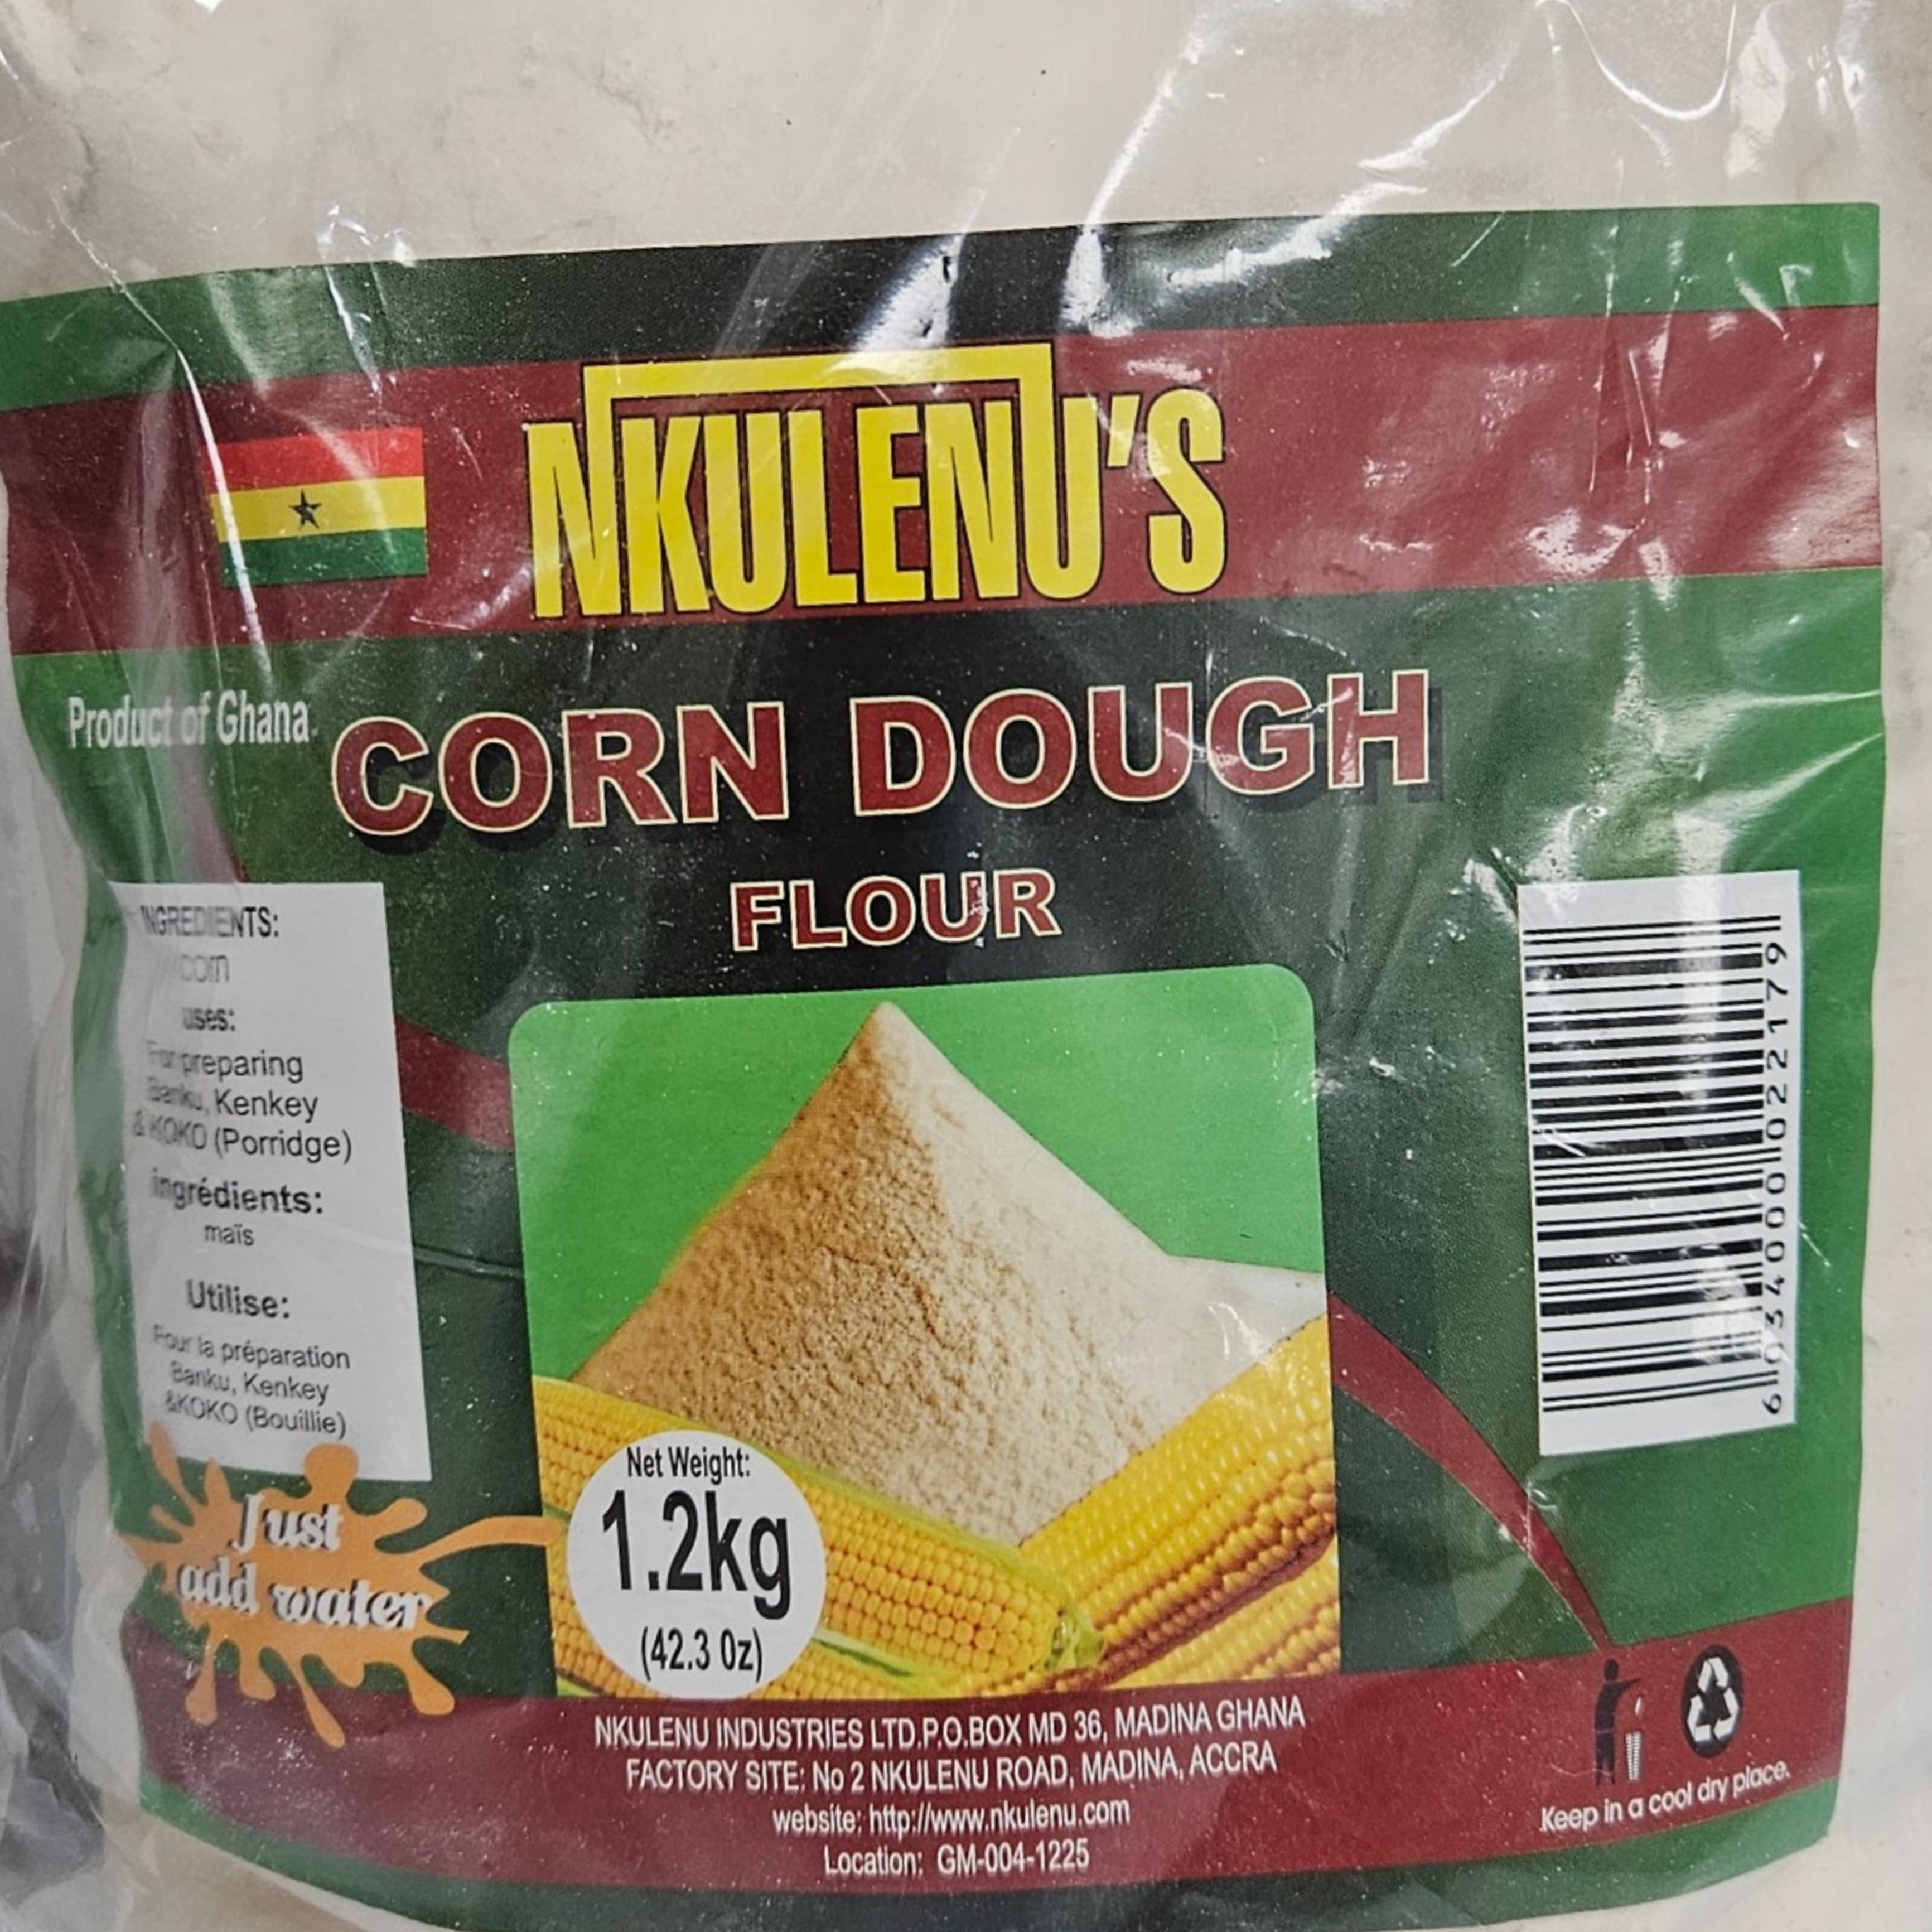 NKULENU'S
Product of Ghana
CORN DOUGH
FLOUR
INGREDIENTS:
corn
uses:
For preparing
Banku, Kenkey
& KOKO (Porridge)
ingrédients:
maïs
Utilise:
Pour la préparation
Banku, Kenkey
&KOKO (Bouillie)
Just
add water
Net Weight:
1.2kg
(42.3 Oz)
6034000022179
NKULENU INDUSTRIES LTD.P.O.BOX MD 36, MADINA GHANA
FACTORY SITE: No 2 NKULENU ROAD, MADINA, ACCRA
website: http://www.nkulenu.com
Location: GM-004-1225
Keep in a cool dry place.